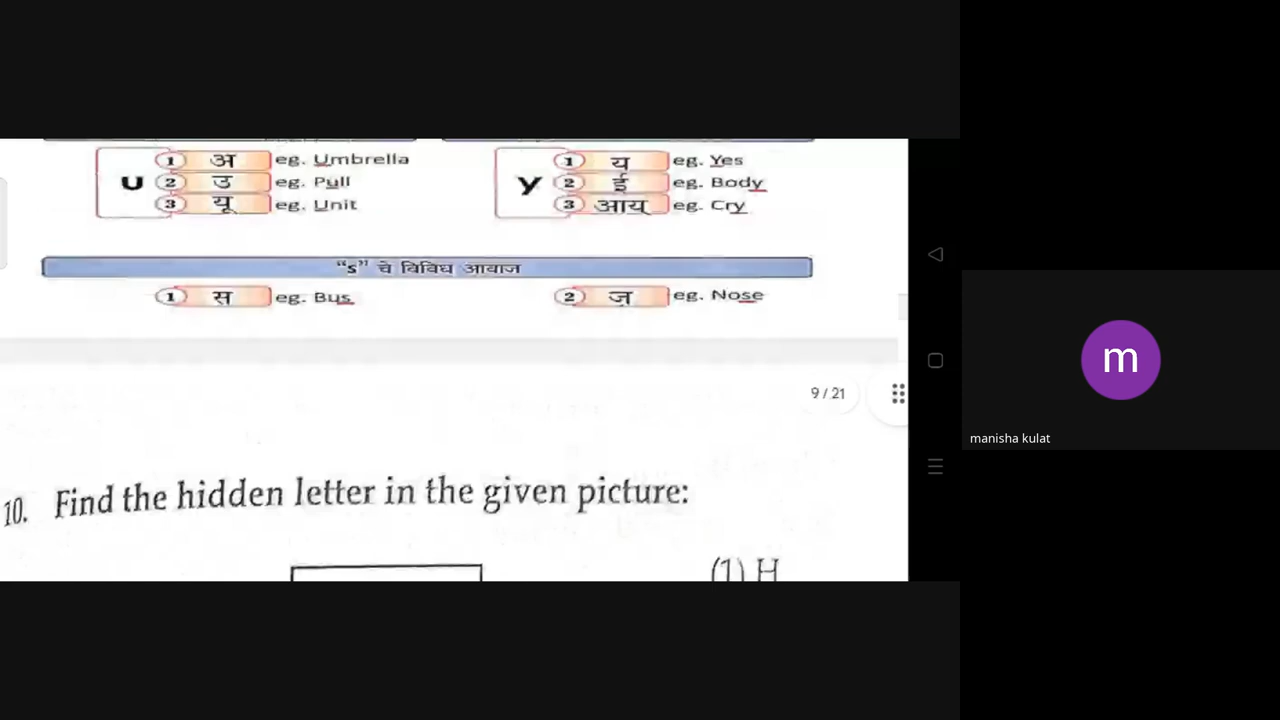 U 1 अ eg. Umbrella
2 उ eg. Pull
3 यू eg. Unit
Y 1 य eg. Yes
2 ई eg. Body
3 आय् eg. Cry
“s” चे विविध आवाज
1 स eg. Bus
2 ज़ eg. Nose
9 / 21
10. Find the hidden letter in the given picture:
(1) H
m
manisha kulat